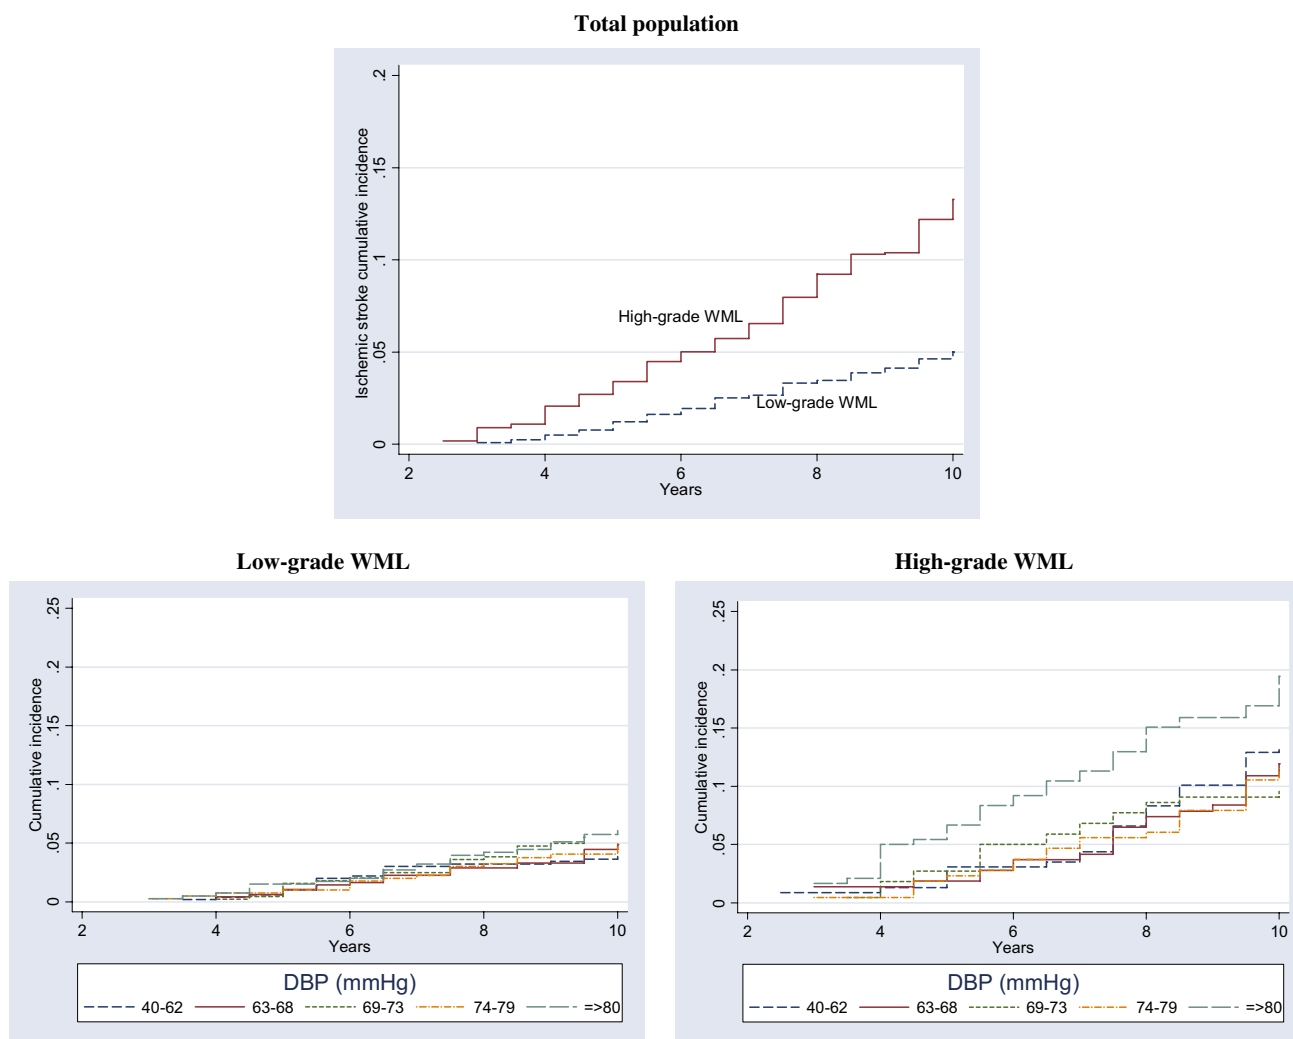 Total population
Ischemic stroke cumulative incidence
.2
.15
.1
.05
0
High-grade WML
Low-grade WML
2 4 6 8 10
Years
Low-grade WML
Cumulative incidence
.25
.2
.15
.1
.05
0
2 4 6 8 10
Years
DBP (mmHg)
40-62 63-68 69-73 74-79 =>80
High-grade WML
Cumulative incidence
.25
.2
.15
.1
.05
0
2 4 6 8 10
Years
DBP (mmHg)
40-62 63-68 69-73 74-79 =>80